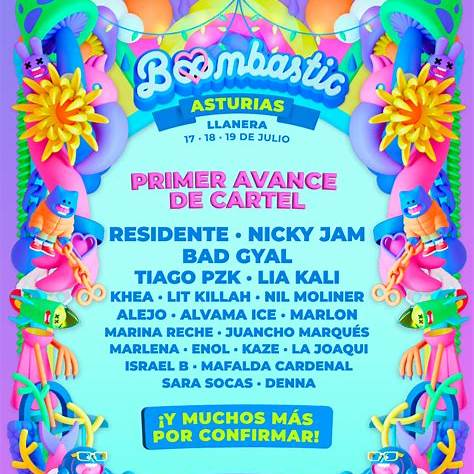 Boombastic
ASTURIAS
LLANERA
17 · 18 · 19 DE JULIO
PRIMER AVANCE
DE CARTEL
RESIDENTE · NICKY JAM
BAD GYAL
TIAGO PZK · LIA KALI
KHEA · LIT KILLAH · NIL MOLINER
ALEJO · ALVAMA ICE · MARLON
MARINA RECHE · JUANCHO MARQUÉS
MARLENA · ENOL · KAZE · LA JOAQUI
ISRAEL B · MAFALDA CARDENAL
SARA SOCAS · DENNA
¡Y MUCHOS MÁS
POR CONFIRMAR!